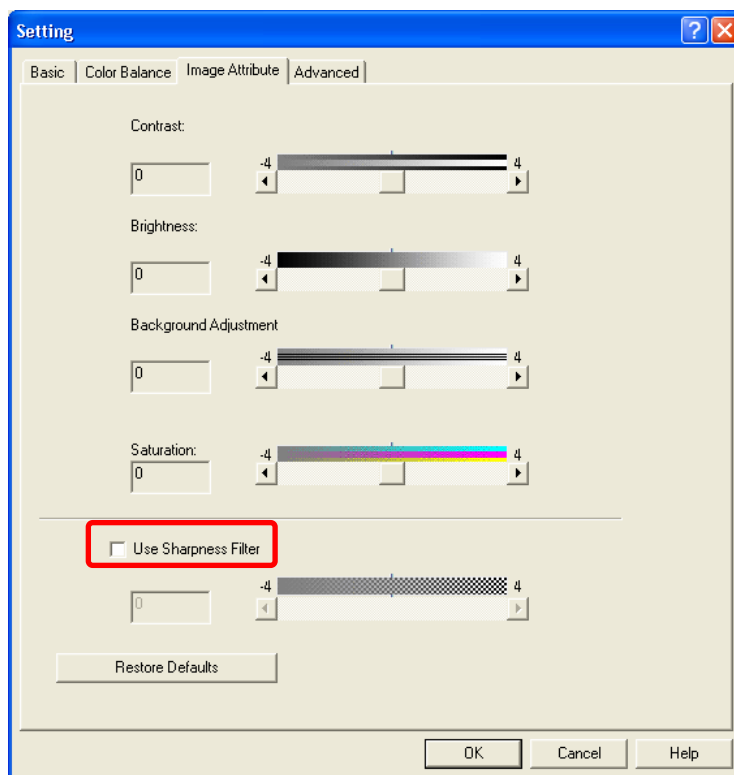 Setting
Basic Color Balance Image Attribute Advanced
Contrast:
0 -4 4
Brightness:
0 -4 4
Background Adjustment
0 -4 4
Saturation:
0 -4 4
Use Sharpness Filter
0 -4 4
Restore Defaults
OK Cancel Help